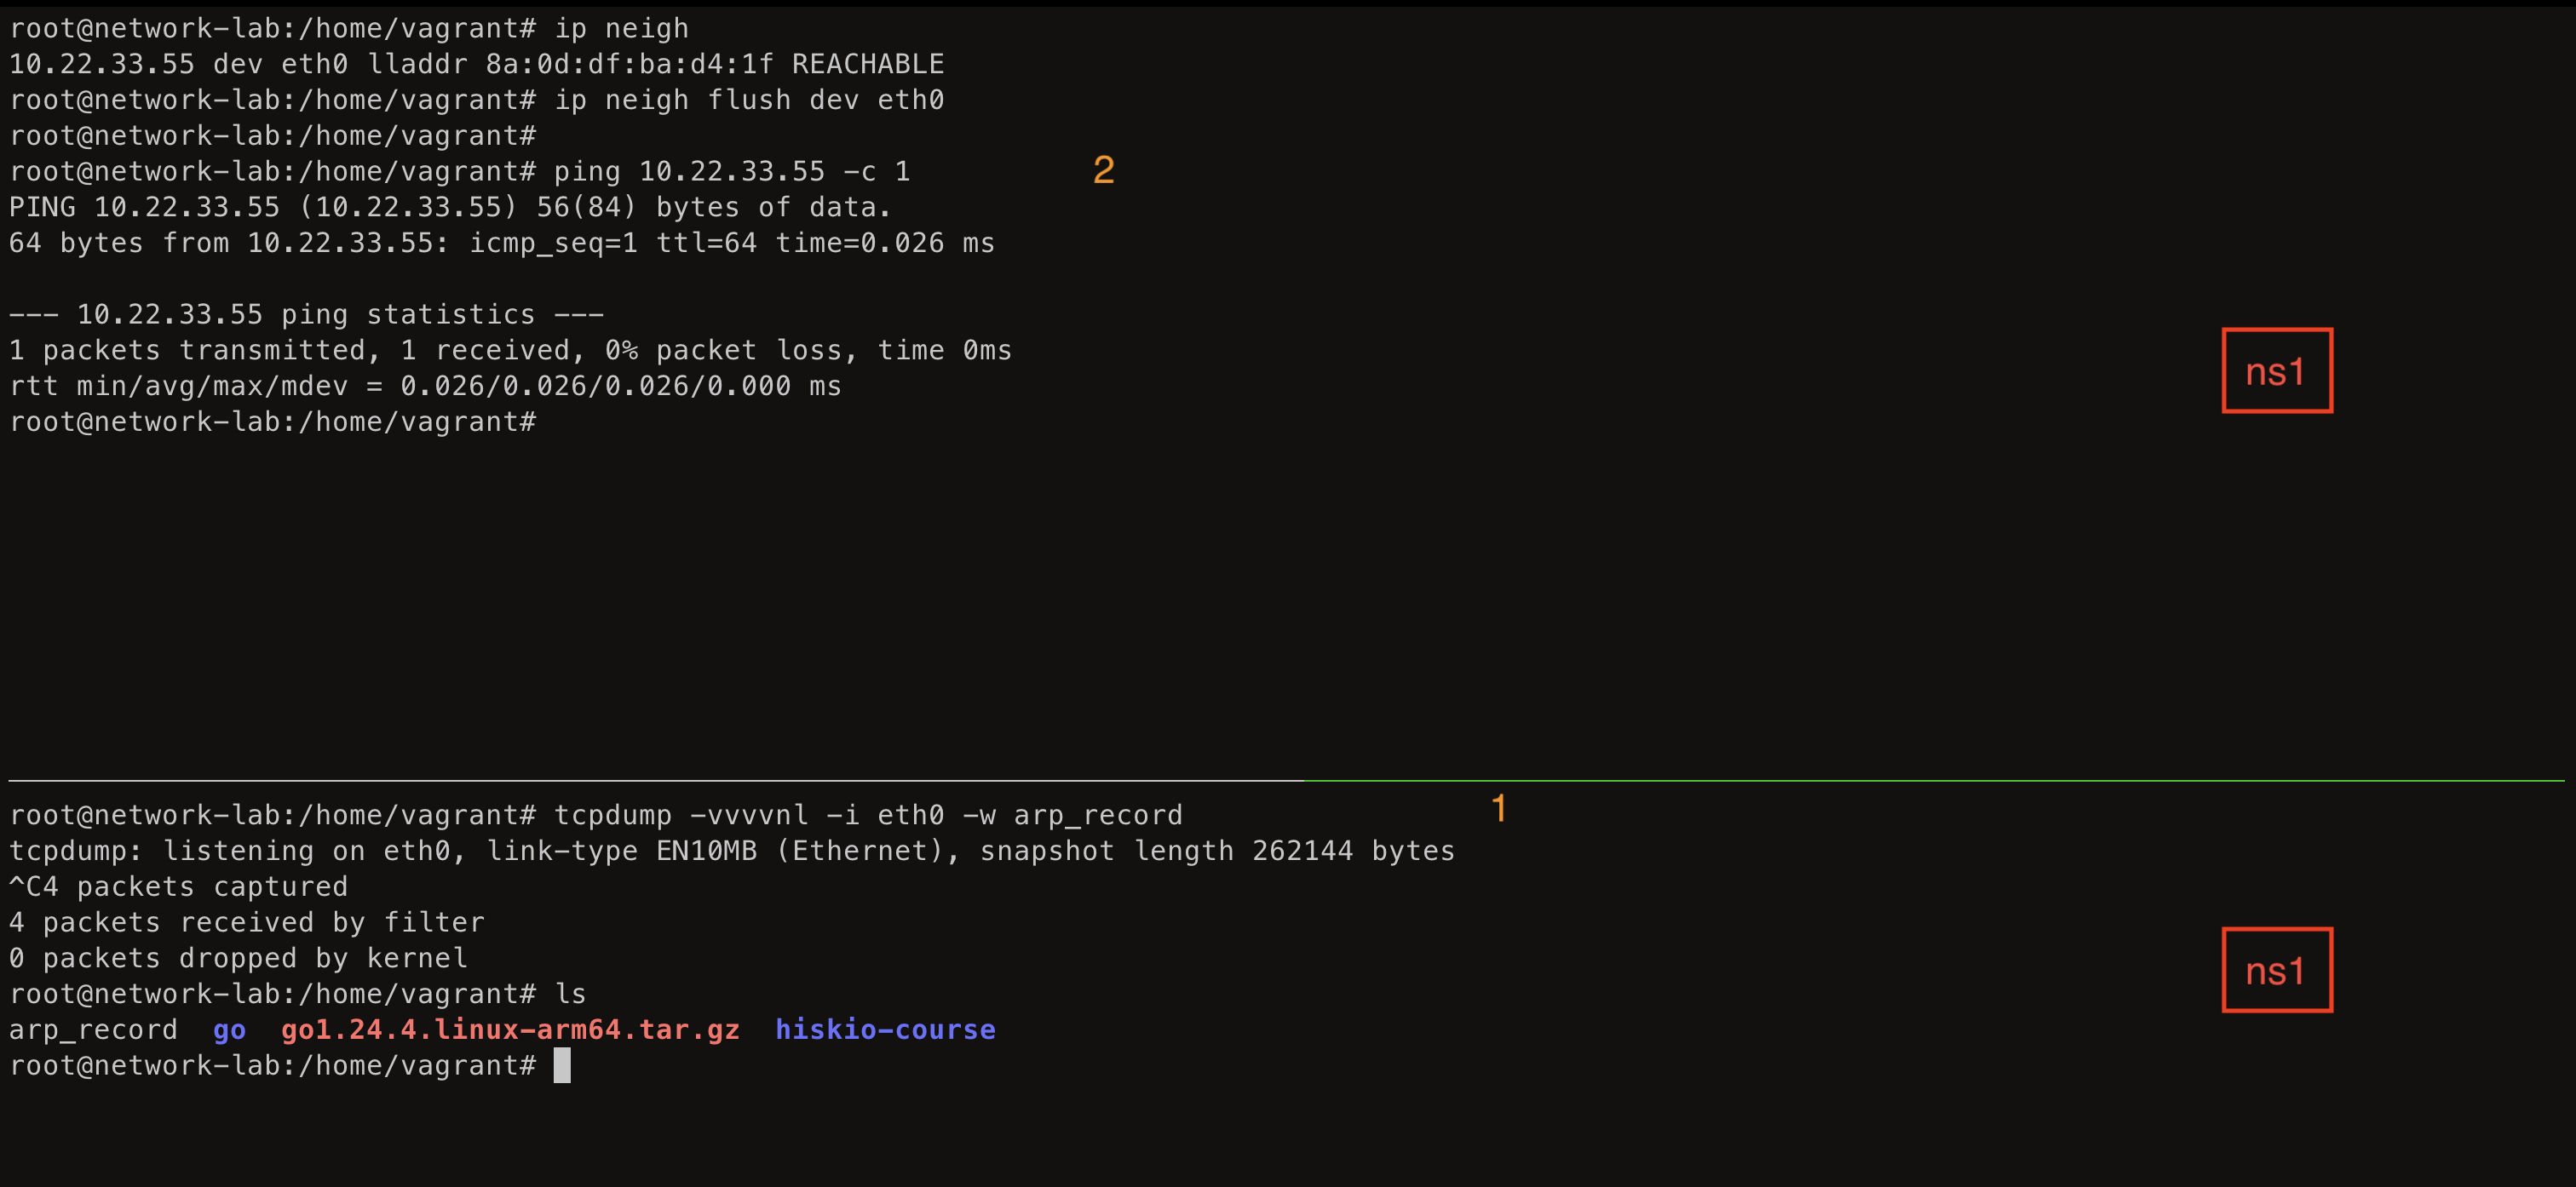 root@network-lab:/home/vagrant# ip neigh
10.22.33.55 dev eth0 lladdr 8a:0d:df:ba:d4:1f REACHABLE
root@network-lab:/home/vagrant# ip neigh flush dev eth0
root@network-lab:/home/vagrant#
root@network-lab:/home/vagrant# ping 10.22.33.55 -c 1
2
PING 10.22.33.55 (10.22.33.55) 56(84) bytes of data.
64 bytes from 10.22.33.55: icmp_seq=1 ttl=64 time=0.026 ms
--- 10.22.33.55 ping statistics ---
1 packets transmitted, 1 received, 0% packet loss, time 0ms
ns1
rtt min/avg/max/mdev = 0.026/0.026/0.026/0.000 ms
root@network-lab:/home/vagrant#
root@network-lab:/home/vagrant# tcpdump -vvvvnl -i eth0 -w arp_record
1
tcpdump: listening on eth0, link-type EN10MB (Ethernet), snapshot length 262144 bytes
^C4 packets captured
4 packets received by filter
0 packets dropped by kernel
ns1
root@network-lab:/home/vagrant# ls
arp_record go go1.24.4.linux-arm64.tar.gz hiskio-course
root@network-lab:/home/vagrant#